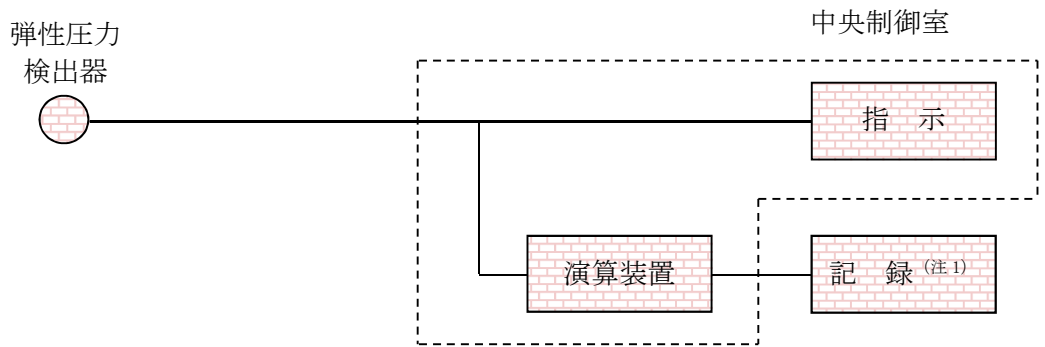 中央制御室
弾性圧力
検出器
指 示
演算装置
記 録(注1)